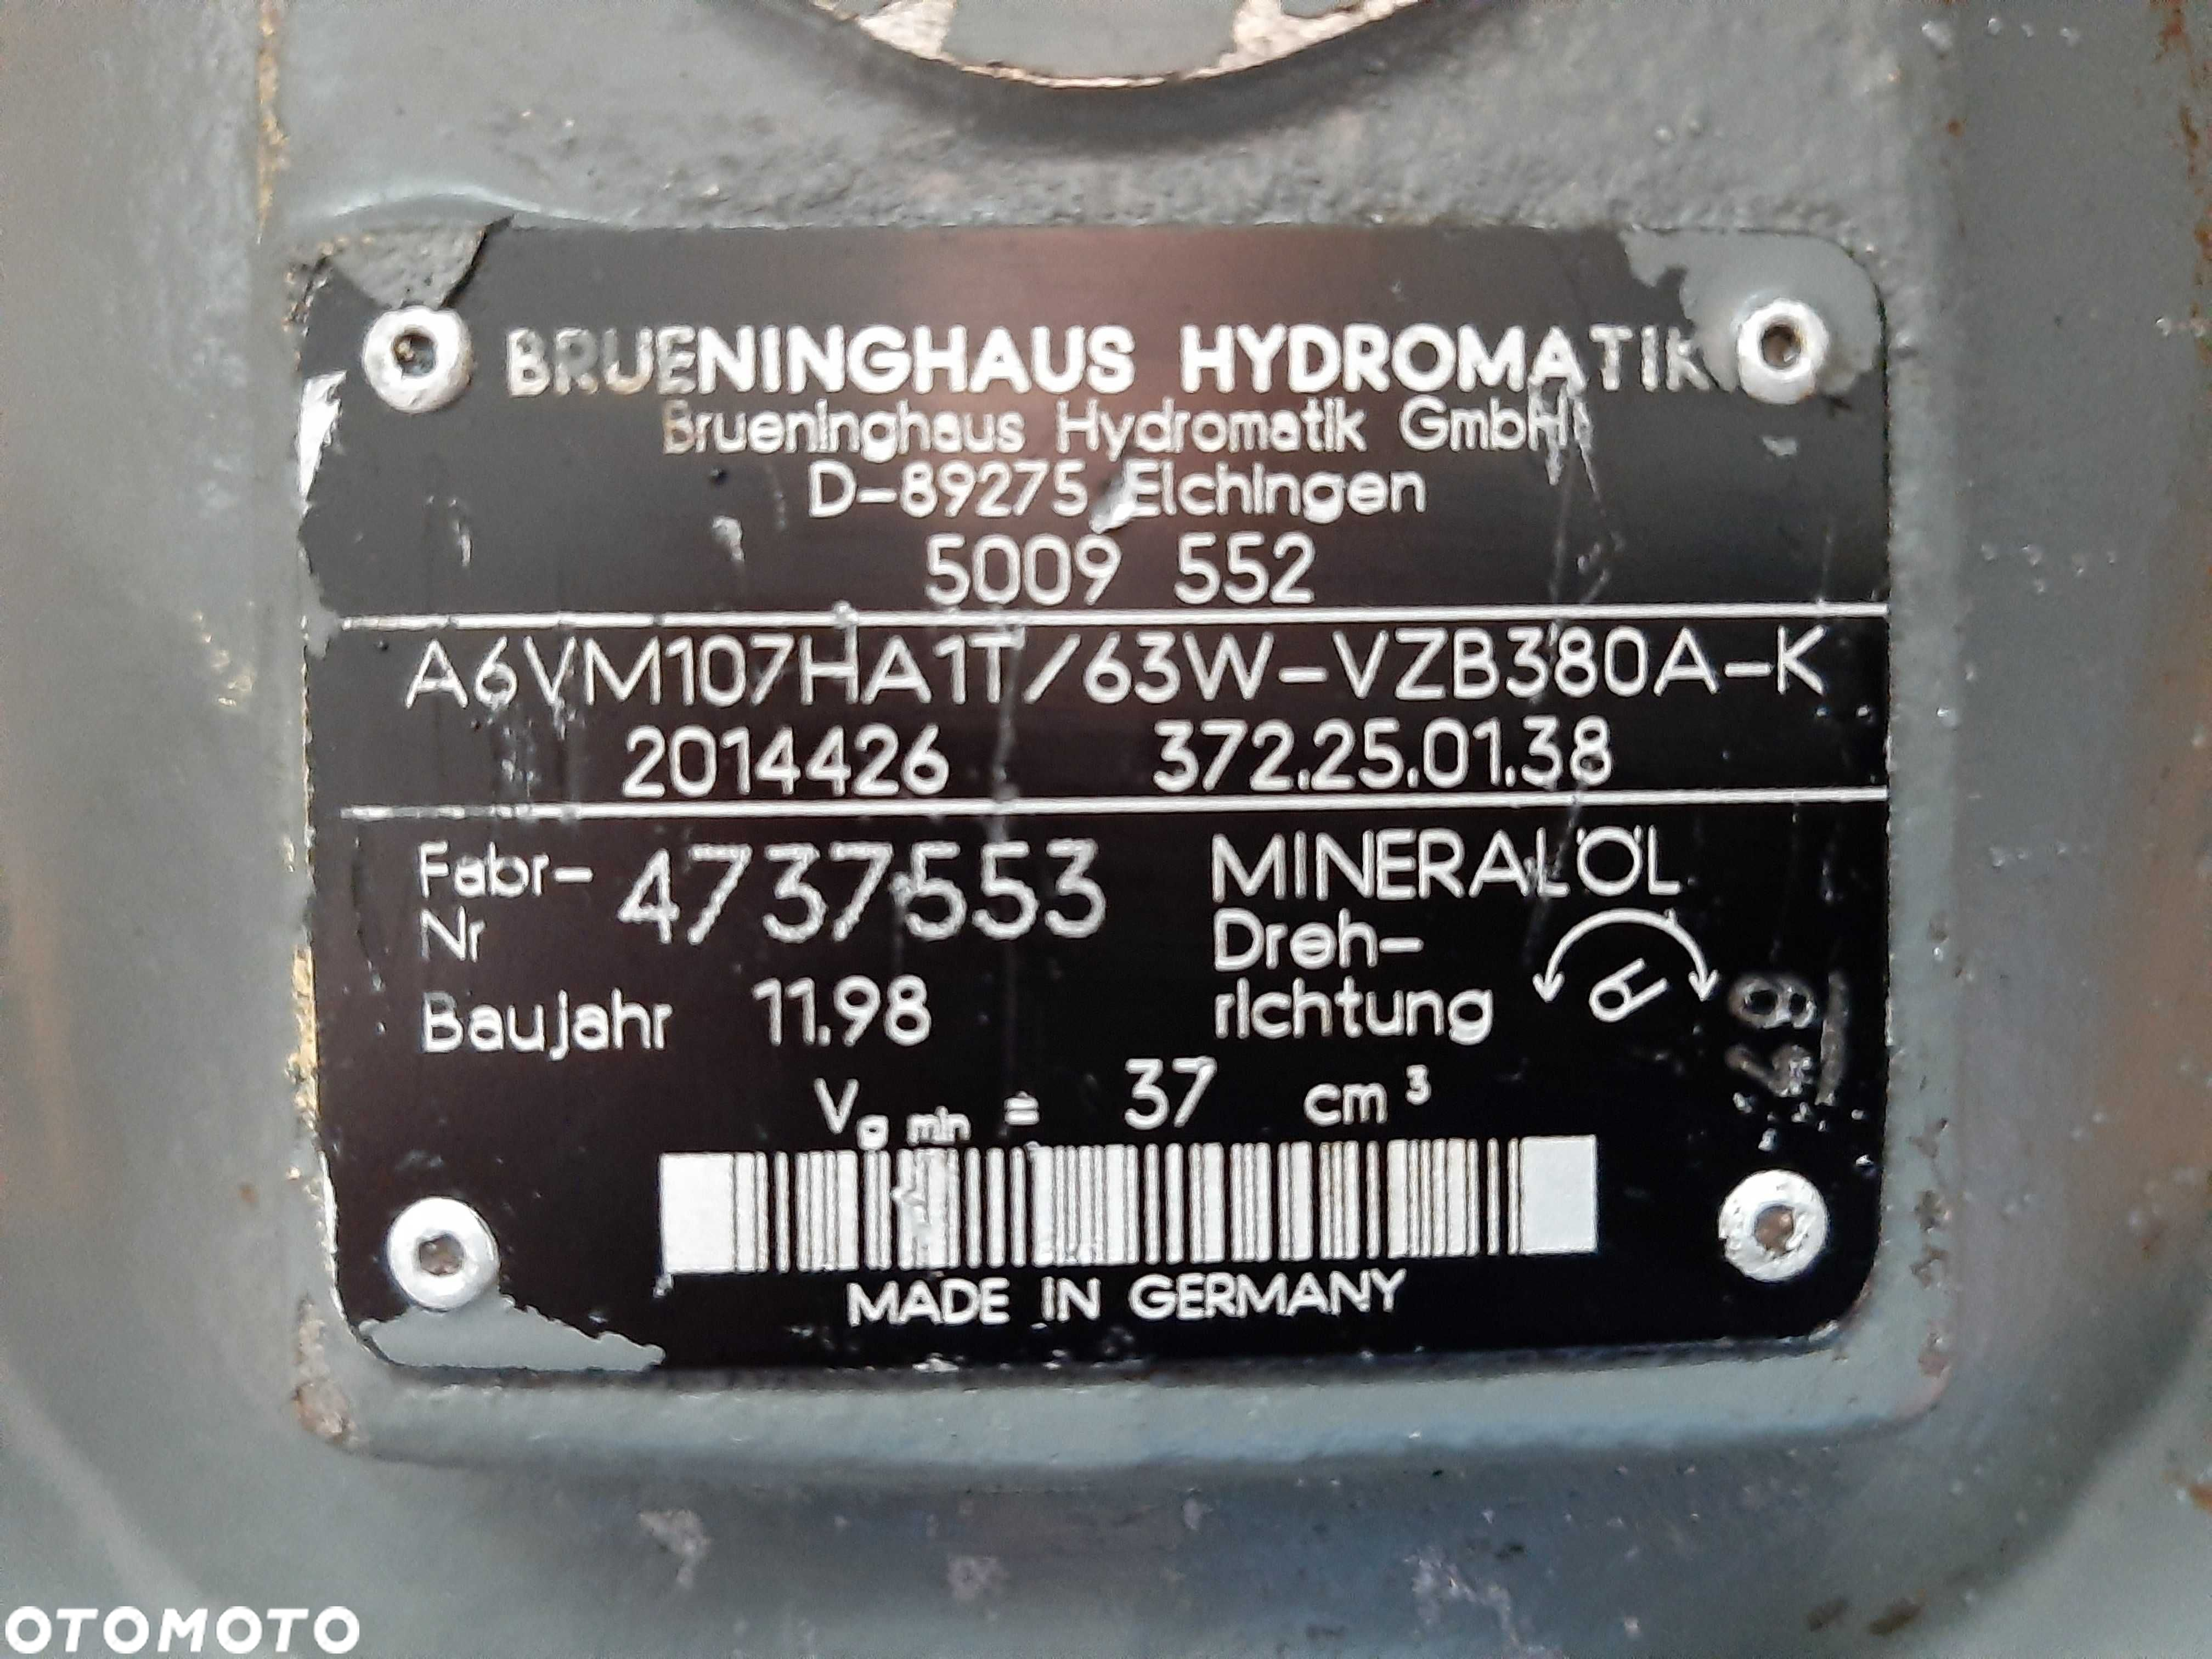 BRUENINGHAUS HYDROMATIK
Brueninghaus Hydromatik GmbH
D-89275 Elchingen
5009 552
A6VM107HA1T/63W-VZB380A-K
2014426 372.25.01.38
Fabr-Nr 4737553 MINERALÖL
Baujahr 11.98 Dreh-
richtung
Vg min = 37 cm³
MADE IN GERMANY
OTOMOTO